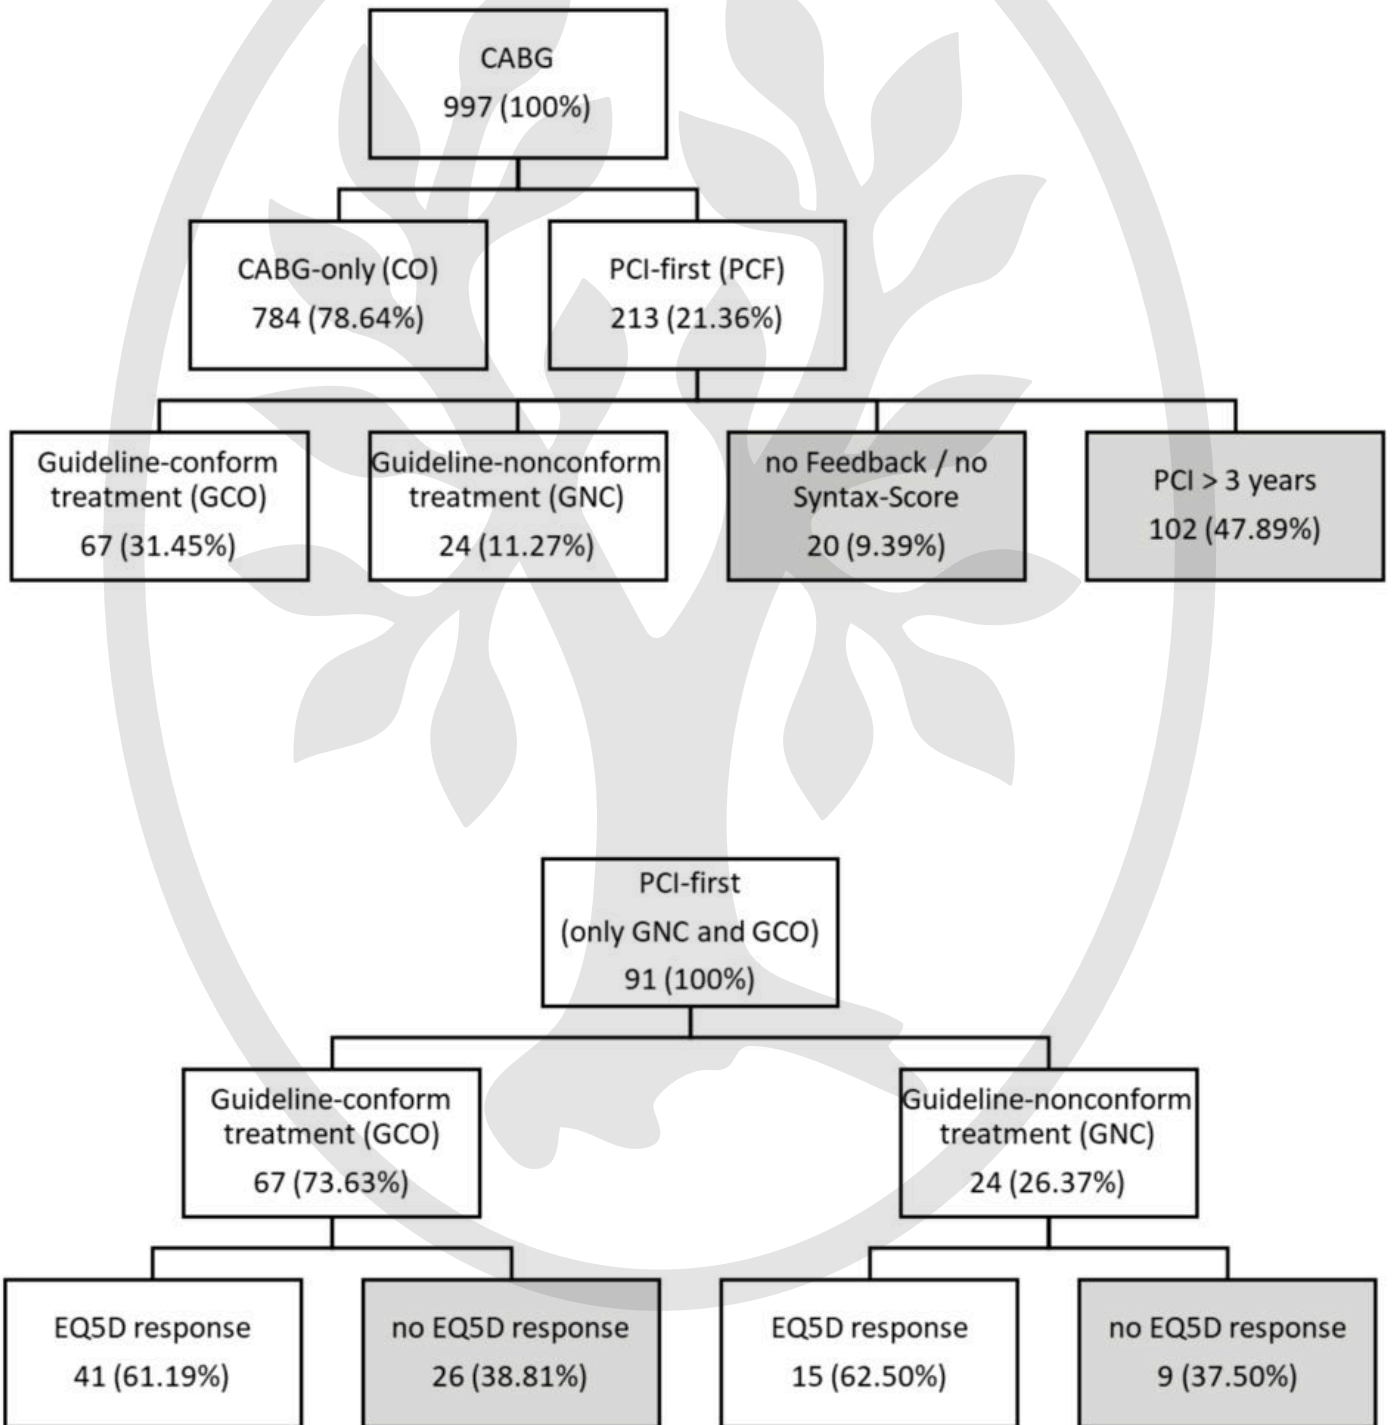 CABG
997 (100%)
CABG-only (CO)
784 (78.64%)
PCI-first (PCF)
213 (21.36%)
Guideline-conform
treatment (GCO)
67 (31.45%)
Guideline-nonconform
treatment (GNC)
24 (11.27%)
no Feedback / no
Syntax-Score
20 (9.39%)
PCI > 3 years
102 (47.89%)
PCI-first
(only GNC and GCO)
91 (100%)
Guideline-conform
treatment (GCO)
67 (73.63%)
Guideline-nonconform
treatment (GNC)
24 (26.37%)
EQ5D response
41 (61.19%)
no EQ5D response
26 (38.81%)
EQ5D response
15 (62.50%)
no EQ5D response
9 (37.50%)